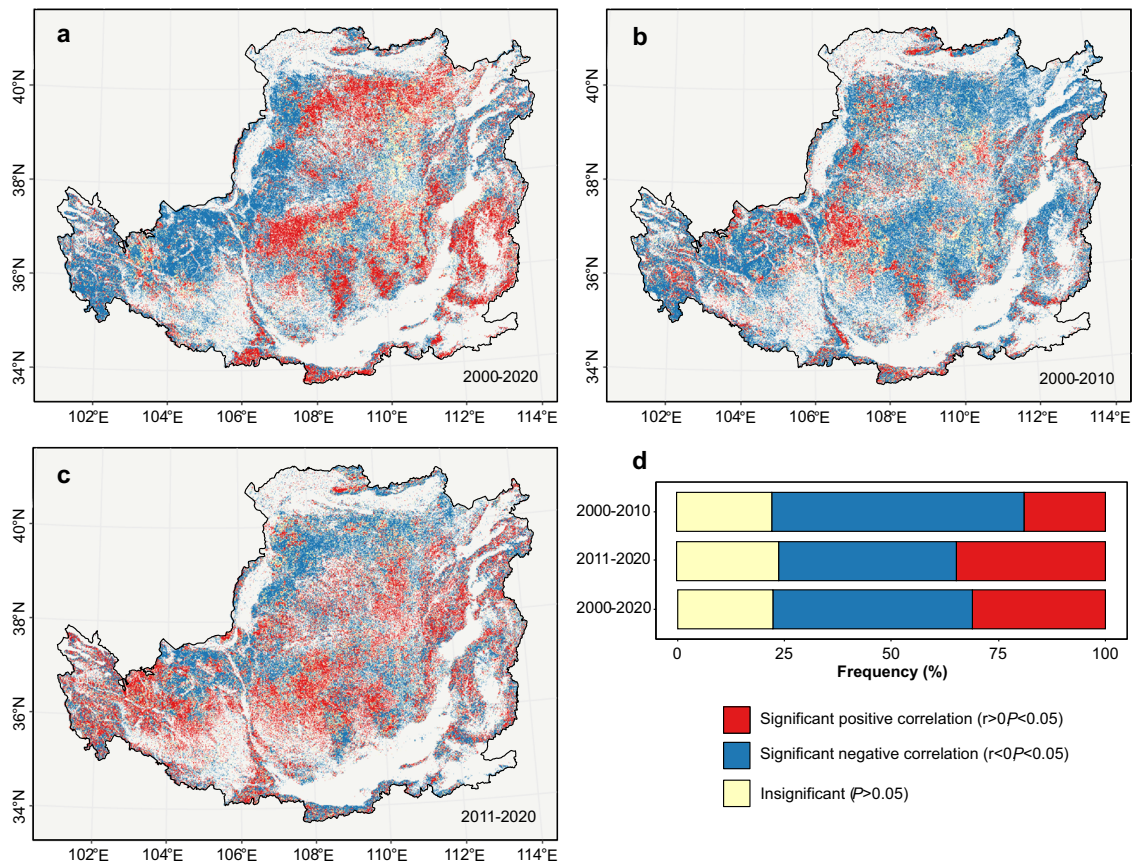 a
40°N
38°N
36°N
34°N
2000-2020
102°E 104°E 106°E 108°E 110°E 112°E 114°E
b
40°N
38°N
36°N
34°N
2000-2010
102°E 104°E 106°E 108°E 110°E 112°E 114°E
c
40°N
38°N
36°N
34°N
2011-2020
102°E 104°E 106°E 108°E 110°E 112°E 114°E
d
2000-2010
2011-2020
2000-2020
0 25 50 75 100
Frequency (%)
Significant positive correlation (r>0P<0.05)
Significant negative correlation (r<0P<0.05)
Insignificant (P>0.05)